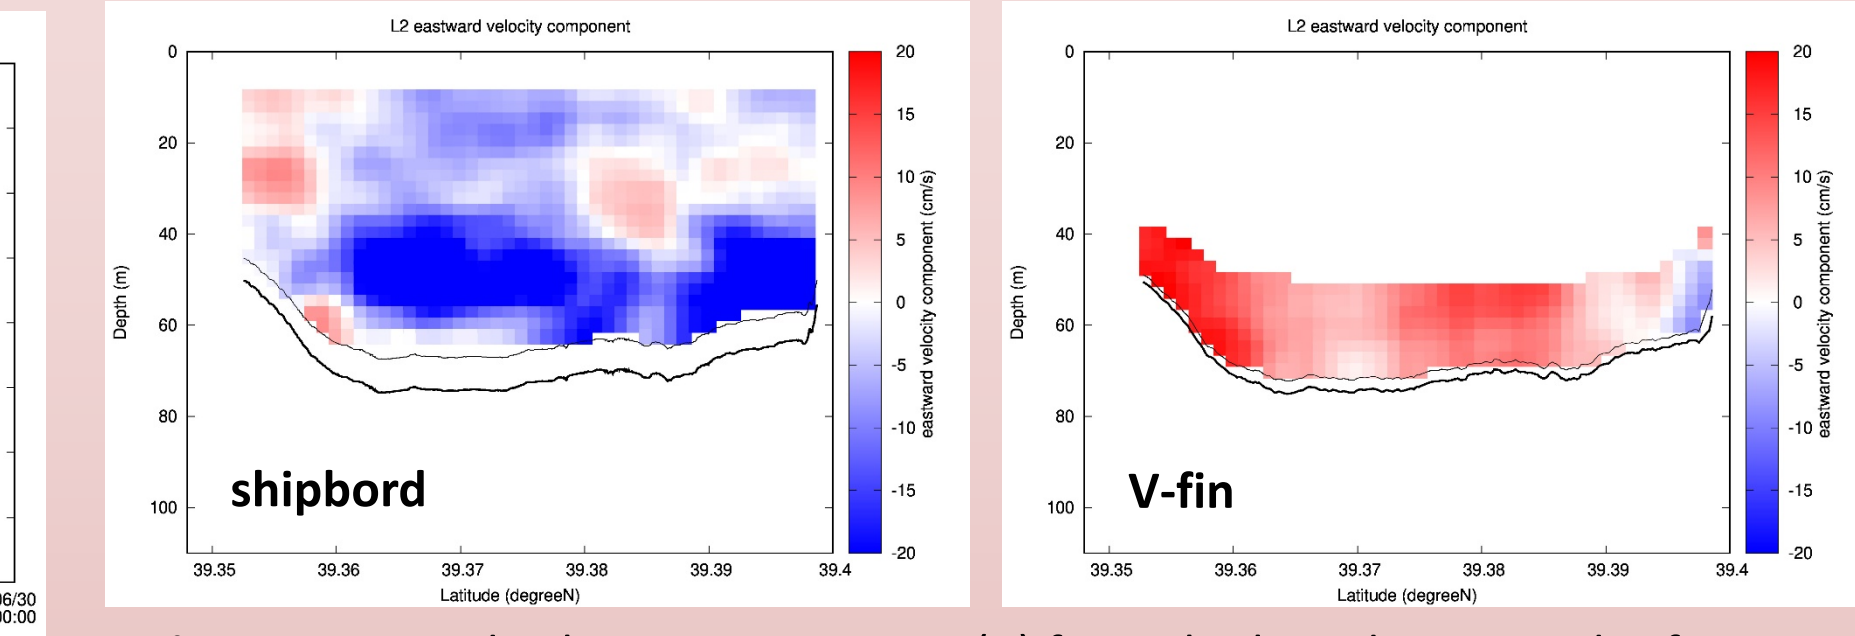 06/30
00:00
L2 eastward velocity component
0
20
40
60
80
100
Depth (m)
39.35 39.36 39.37 39.38 39.39 39.4
Latitude (degreeN)
20
15
10
5
0
-5
-10
-15
-20
eastward velocity component (cm/s)
shipbord
L2 eastward velocity component
0
20
40
60
80
100
Depth (m)
39.35 39.36 39.37 39.38 39.39 39.4
Latitude (degreeN)
20
15
10
5
0
-5
-10
-15
-20
eastward velocity component (cm/s)
V-fin